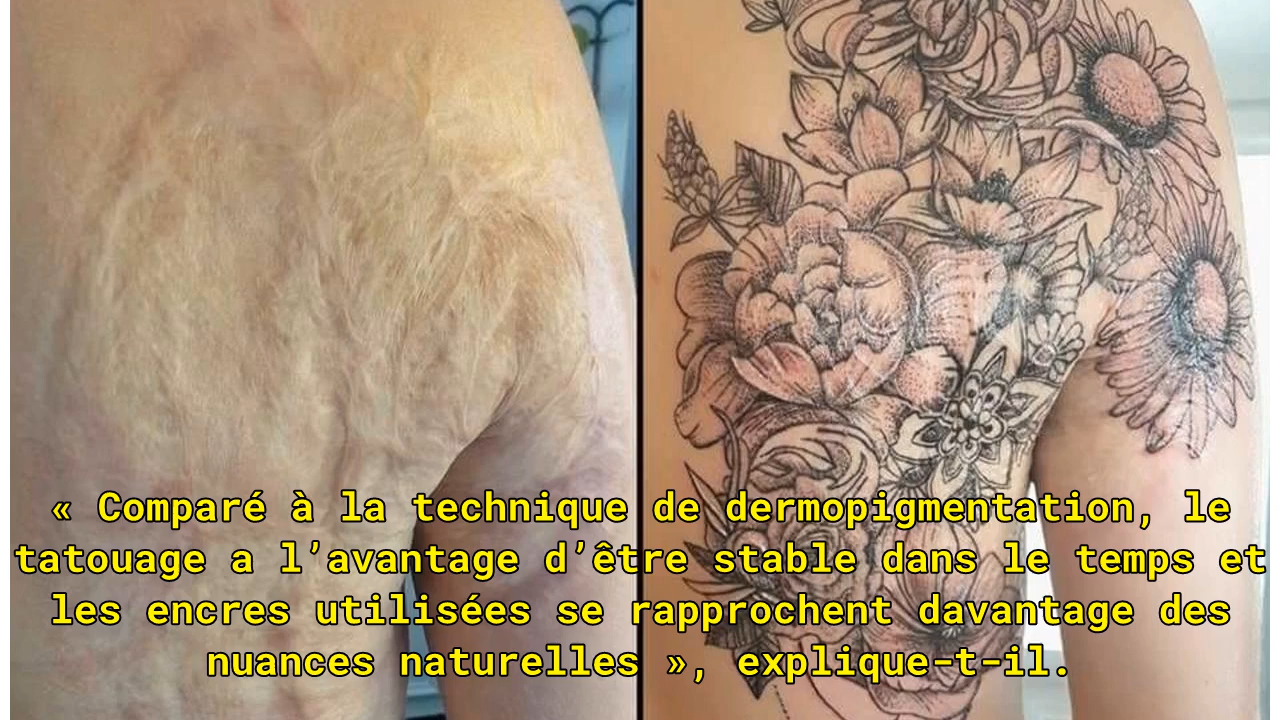 « Comparé à la technique de dermopigmentation, le
tatouage a l’avantage d’être stable dans le temps et
les encres utilisées se rapprochent davantage des
nuances naturelles », explique-t-il.